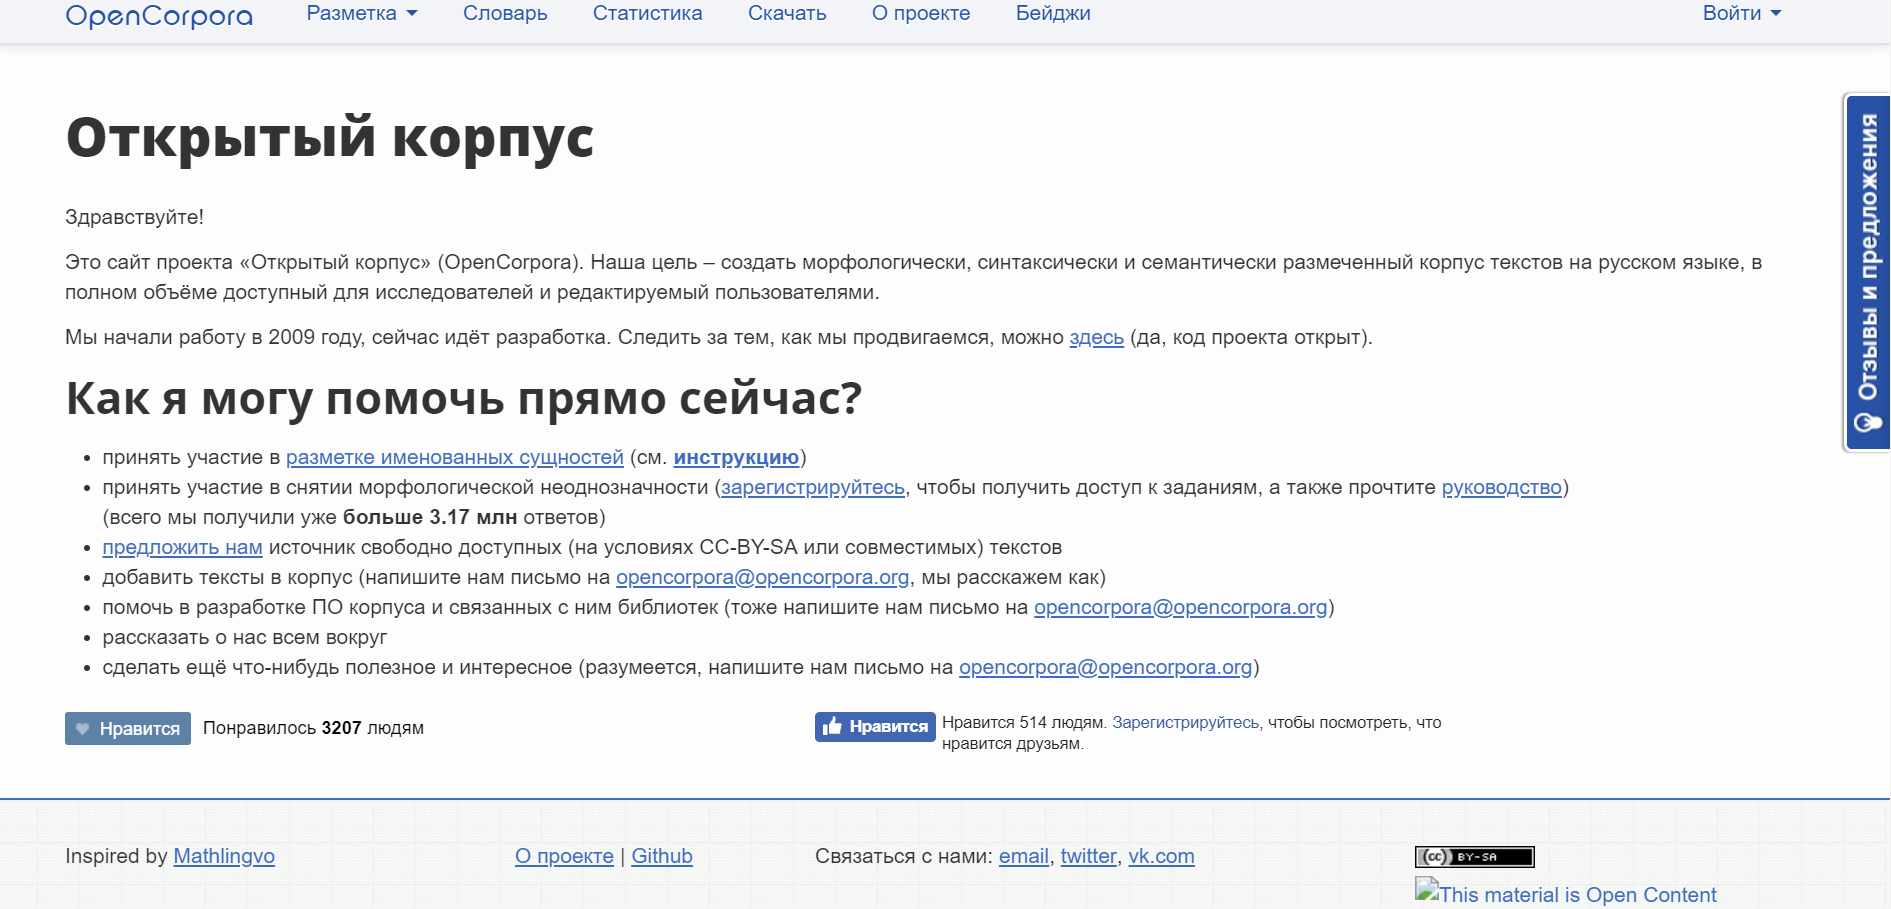 OpenCorpora Разметка Словарь Статистика Скачать О проекте Бейджи Войти
Открытый корпус
Здравствуйте!
Это сайт проекта «Открытый корпус» (OpenCorpora). Наша цель – создать морфологически, синтаксически и семантически размеченный корпус текстов на русском языке, в
полном объёме доступный для исследователей и редактируемый пользователями.
Мы начали работу в 2009 году, сейчас идёт разработка. Следить за тем, как мы продвигаемся, можно здесь (да, код проекта открыт).
Как я могу помочь прямо сейчас?
• принять участие в разметке именованных сущностей (см. инструкцию)
• принять участие в снятии морфологической неоднозначности (зарегистрируйтесь, чтобы получить доступ к заданиям, а также прочтите руководство)
(всего мы получили уже больше 3.17 млн ответов)
• предложить нам источник свободно доступных (на условиях CC-BY-SA или совместимых) текстов
• добавить тексты в корпус (напишите нам письмо на opencorpora@opencorpora.org, мы расскажем как)
• помочь в разработке ПО корпуса и связанных с ним библиотек (тоже напишите нам письмо на opencorpora@opencorpora.org)
• рассказать о нас всем вокруг
• сделать ещё что-нибудь полезное и интересное (разумеется, напишите нам письмо на opencorpora@opencorpora.org)
Нравится Понравилось 3207 людям
Нравится Нравится 514 людям. Зарегистрируйтесь, чтобы посмотреть, что
нравится друзьям.
Отзывы и предложения
Inspired by Mathlingvo
О проекте | Github
Связаться с нами: email, twitter, vk.com
(cc) BY-SA
This material is Open Content